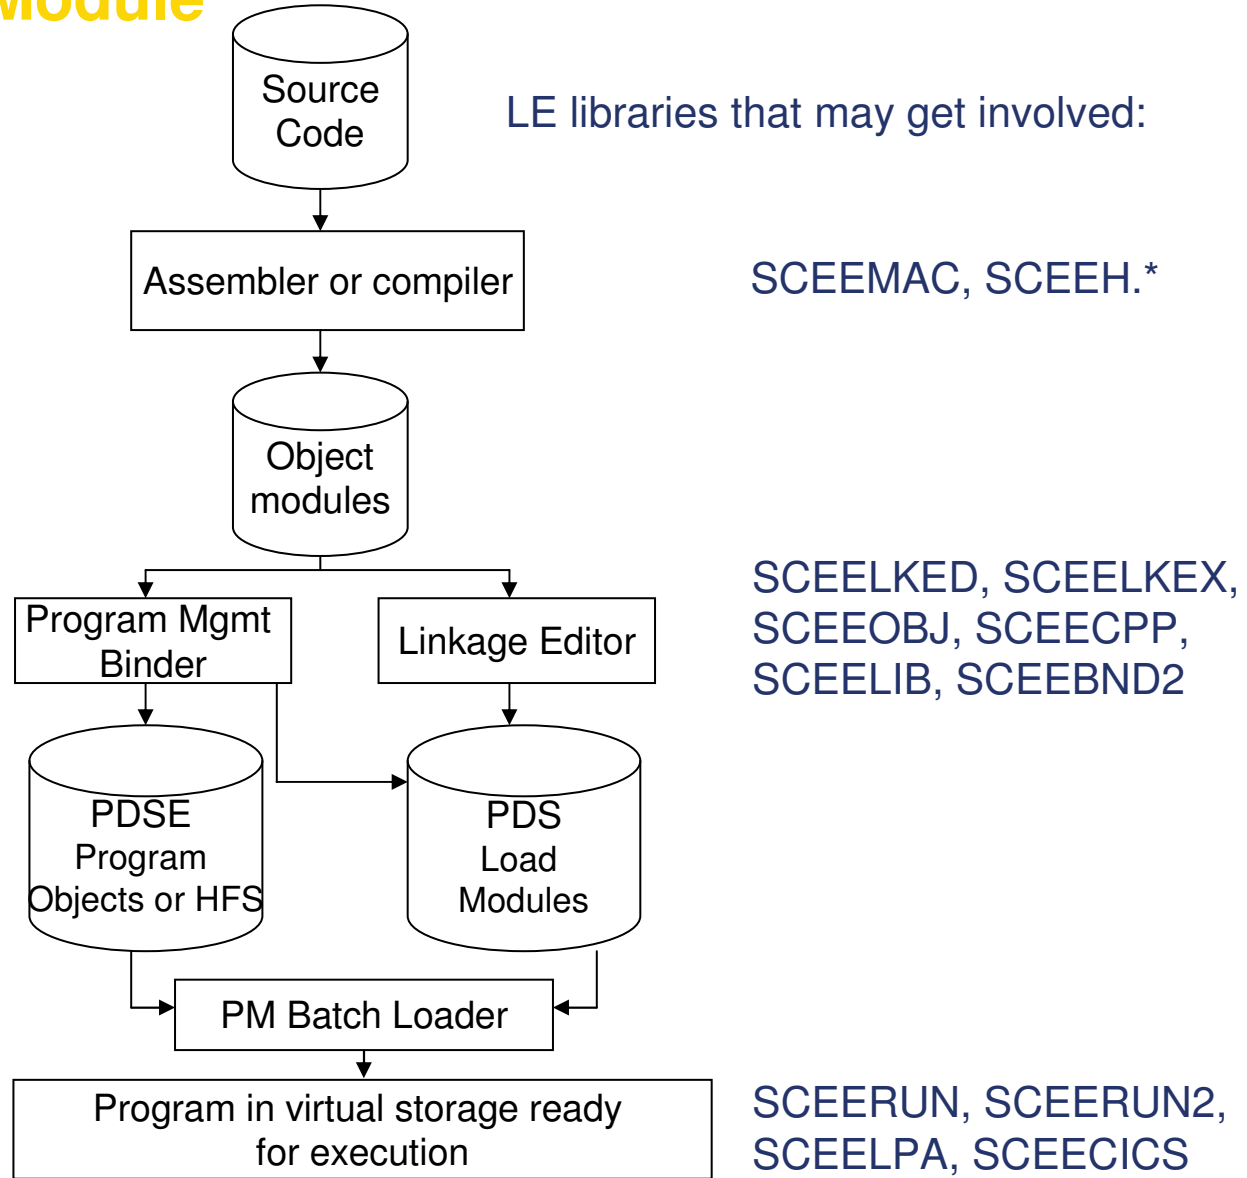 Module
Source
Code
LE libraries that may get involved:
Assembler or compiler
SCEEMAC, SCEEH.*
Object
modules
Program Mgmt
Binder
Linkage Editor
SCEELKED, SCEELKEX,
SCEEOBJ, SCEECPP,
SCEELIB, SCEEBND2
PDSE
Program
Objects or HFS
PDS
Load
Modules
PM Batch Loader
Program in virtual storage ready
for execution
SCEERUN, SCEERUN2,
SCEELPA, SCEECICS